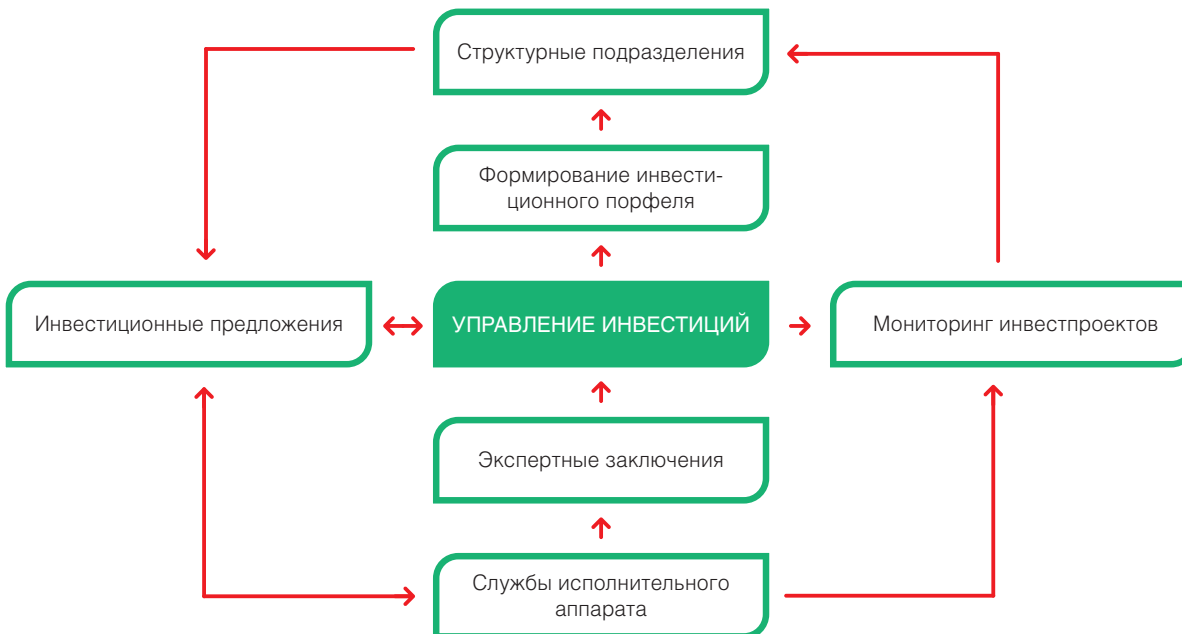 Структурные подразделения
Формирование инвести-
ционного порфеля
Инвестиционные предложения
УПРАВЛЕНИЕ ИНВЕСТИЦИЙ
Мониторинг инвестпроектов
Экспертные заключения
Службы исполнительного
аппарата